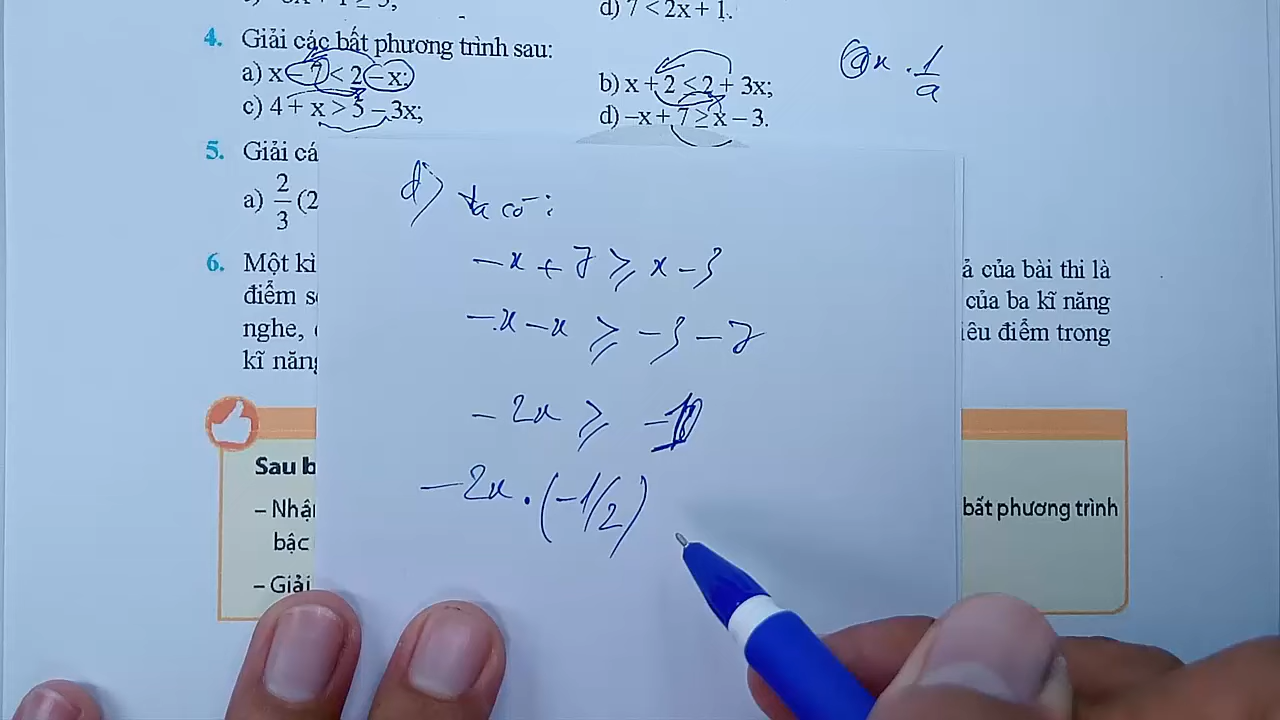 d) 7 < 2x + 1.
4. Giải các bất phương trình sau:
a) x – 7 < 2 – x;
b) x + 2 ≤ 2 + 3x;
c) 4 + x > 5 – 3x;
d) –x + 7 ≥ x – 3.
ax . 1/a
5. Giải cá
a) 2/3 (2
6. Một kì
ả của bài thi là
điểm s
của ba kĩ năng
nghe,
iêu điểm trong
kĩ năng
d) ta có:
-x + 7 ≥ x - 3
-x - x ≥ -3 - 7
-2x ≥ -10
-2x . (-1/2)
Sau b
– Nhậ
bất phương trình
bậc
– Giải